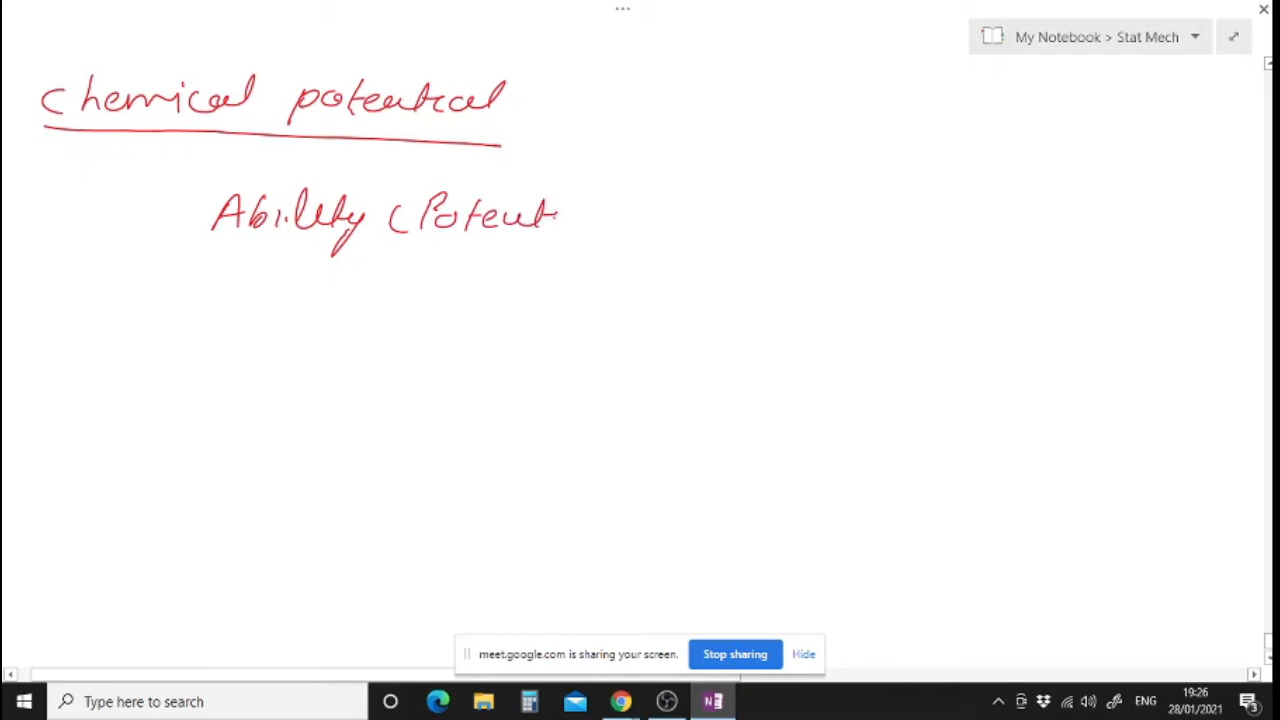 My Notebook > Stat Mech
chemical potential
Ability (Potent
meet.google.com is sharing your screen.
Stop sharing
Hide
Type here to search
ENG
19:26
28/01/2021
3